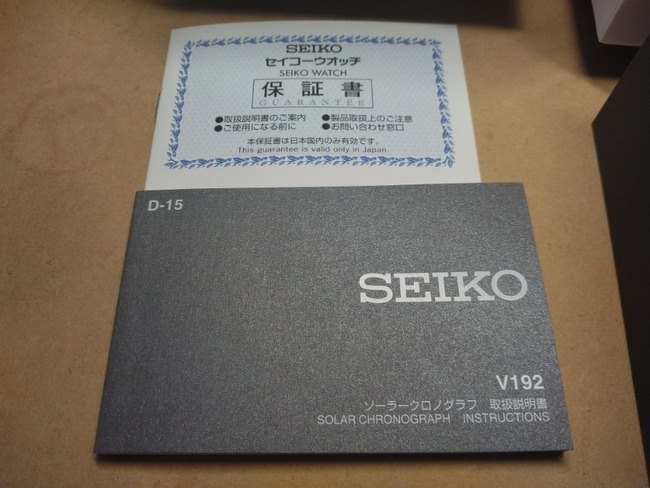 SEIKO
セイコーウオッチ
SEIKO WATCH
保証書
GUARANTEE
●取扱説明書のご案内 ●製品取扱上のご注意
●ご使用になる前に ●お問い合わせ窓口
本保証書は日本国内のみ有効です。
This guarantee is valid only in Japan.
D-15
SEIKO
V192
ソーラークロノグラフ 取扱説明書
SOLAR CHRONOGRAPH INSTRUCTIONS